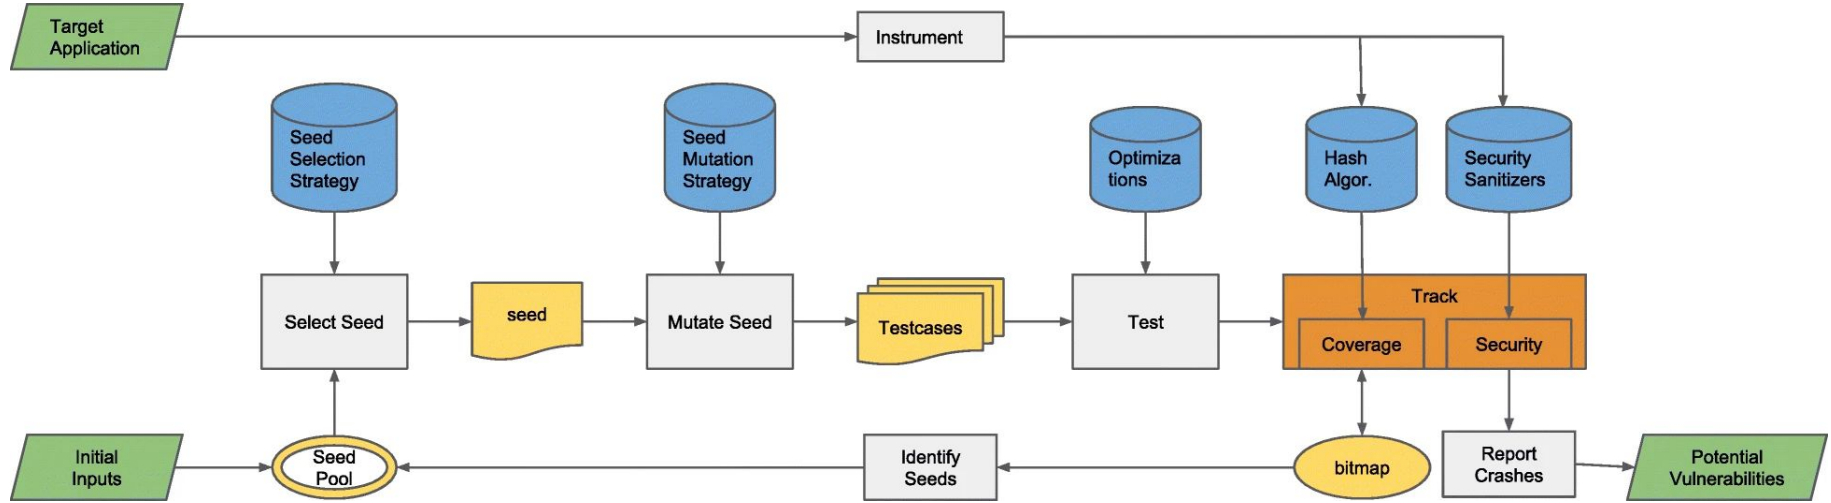 Target
Application
Instrument
Seed
Selection
Strategy
Seed
Mutation
Strategy
Optimiza
tions
Hash
Algor.
Security
Sanitizers
Select Seed
seed
Mutate Seed
Testcases
Test
Track
Coverage
Security
Initial
Inputs
Seed
Pool
Identify
Seeds
bitmap
Report
Crashes
Potential
Vulnerabilities